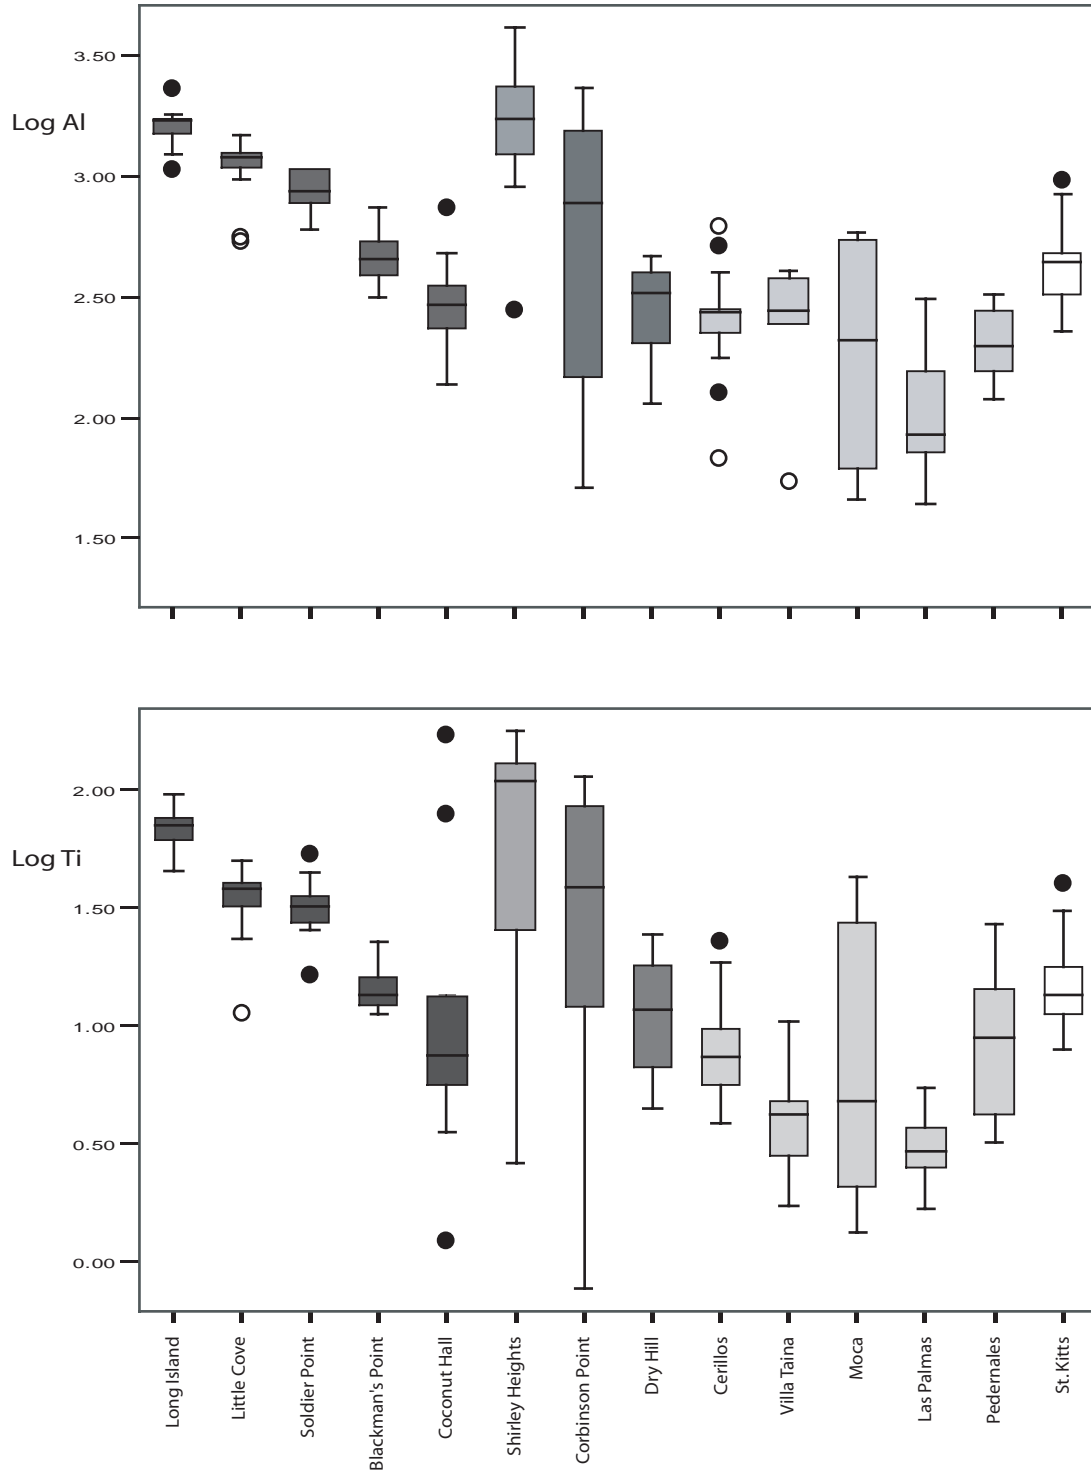 3.50
Log Al
3.00
2.50
2.00
1.50
2.00
Log Ti
1.50
1.00
0.50
0.00
Long Island
Little Cove
Soldier Point
Blackman's Point
Coconut Hall
Shirley Heights
Corbinson Point
Dry Hill
Cerillos
Villa Taina
Moca
Las Palmas
Pedernales
St. Kitts